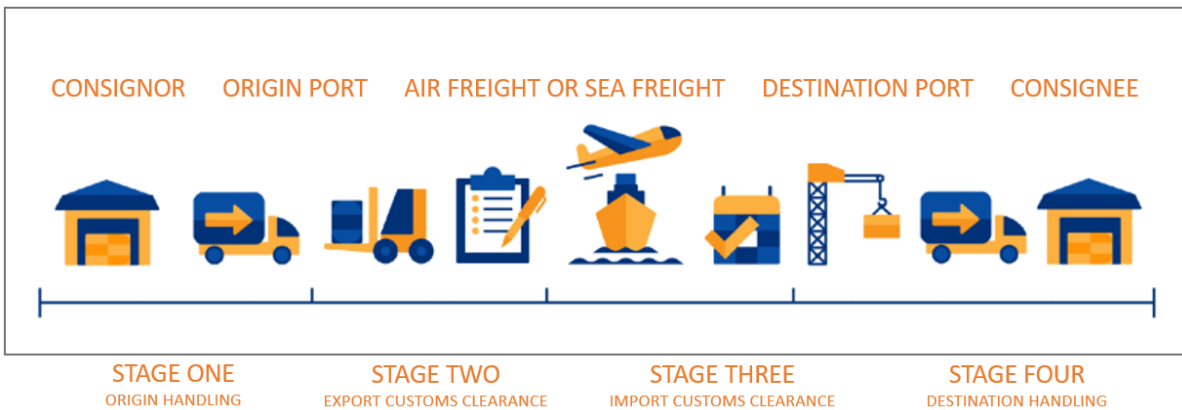 CONSIGNOR
ORIGIN PORT
AIR FREIGHT OR SEA FREIGHT
DESTINATION PORT
CONSIGNEE
STAGE ONE
ORIGIN HANDLING
STAGE TWO
EXPORT CUSTOMS CLEARANCE
STAGE THREE
IMPORT CUSTOMS CLEARANCE
STAGE FOUR
DESTINATION HANDLING